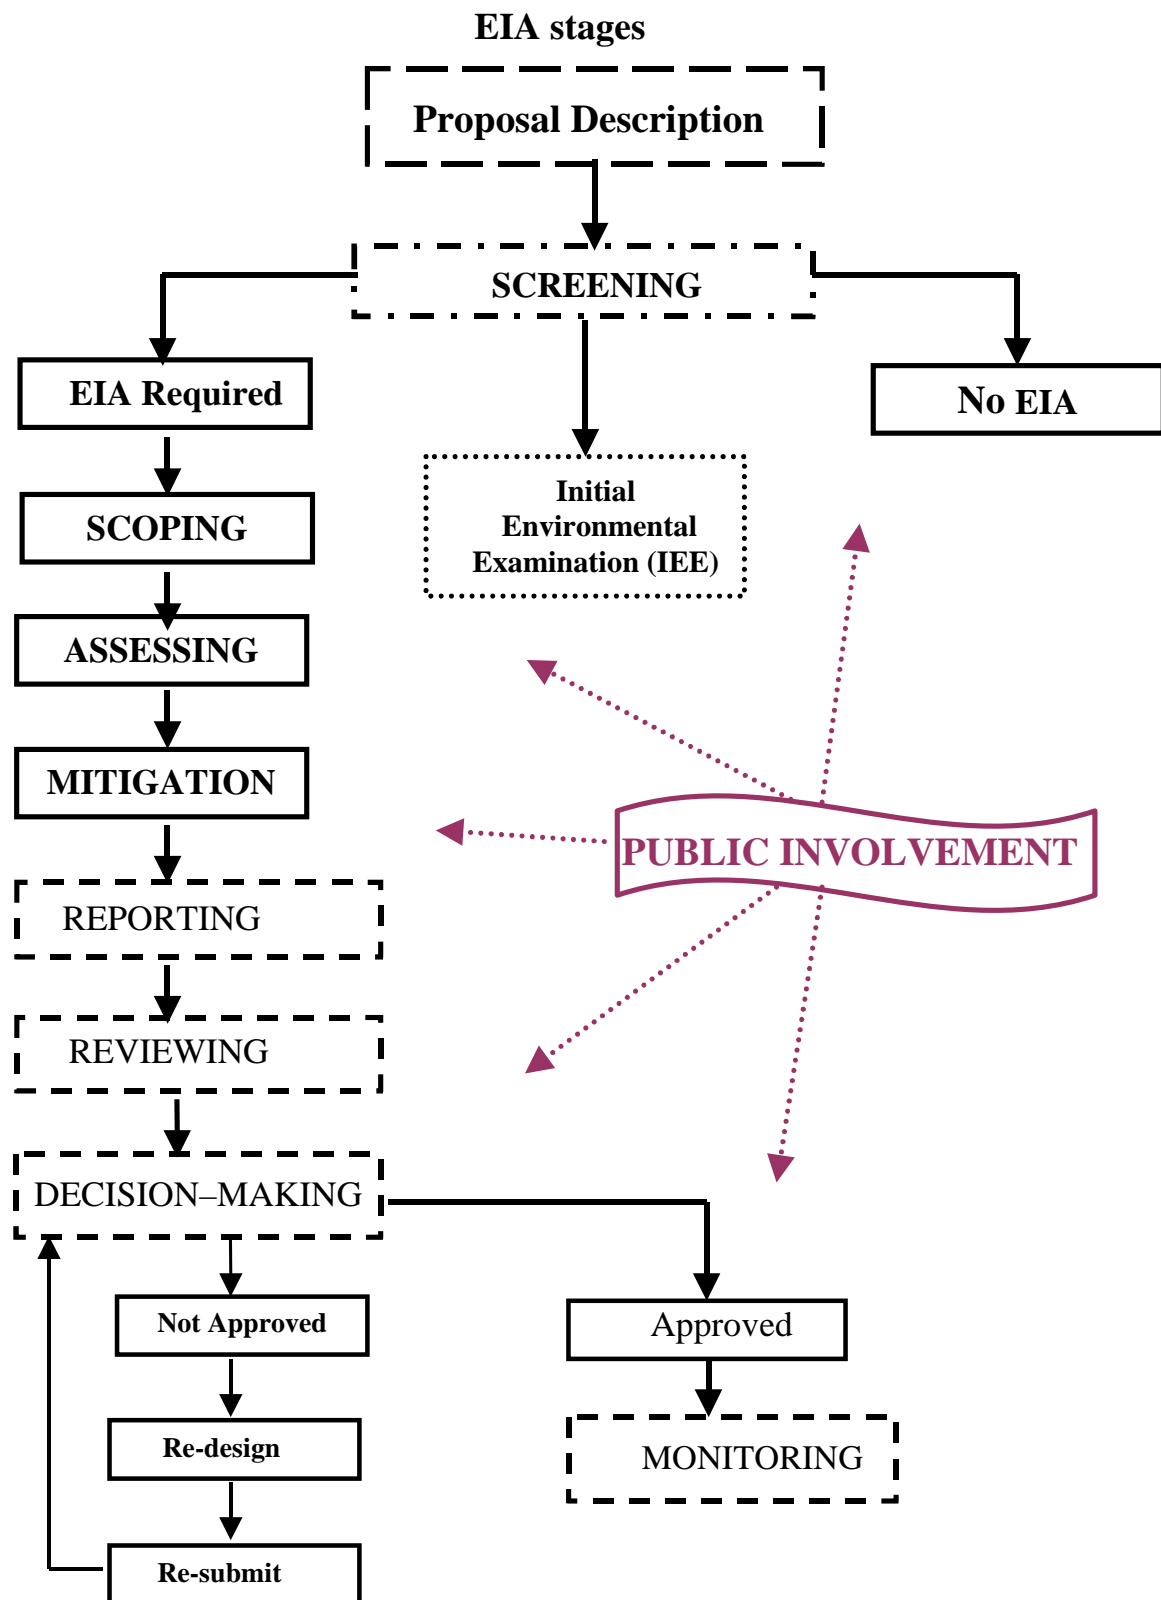 EIA stages
Proposal Description
SCREENING
EIA Required
No EIA
Initial
Environmental
Examination (IEE)
SCOPING
ASSESSING
MITIGATION
PUBLIC INVOLVEMENT
REPORTING
REVIEWING
DECISION–MAKING
Not Approved
Approved
Re-design
MONITORING
Re-submit